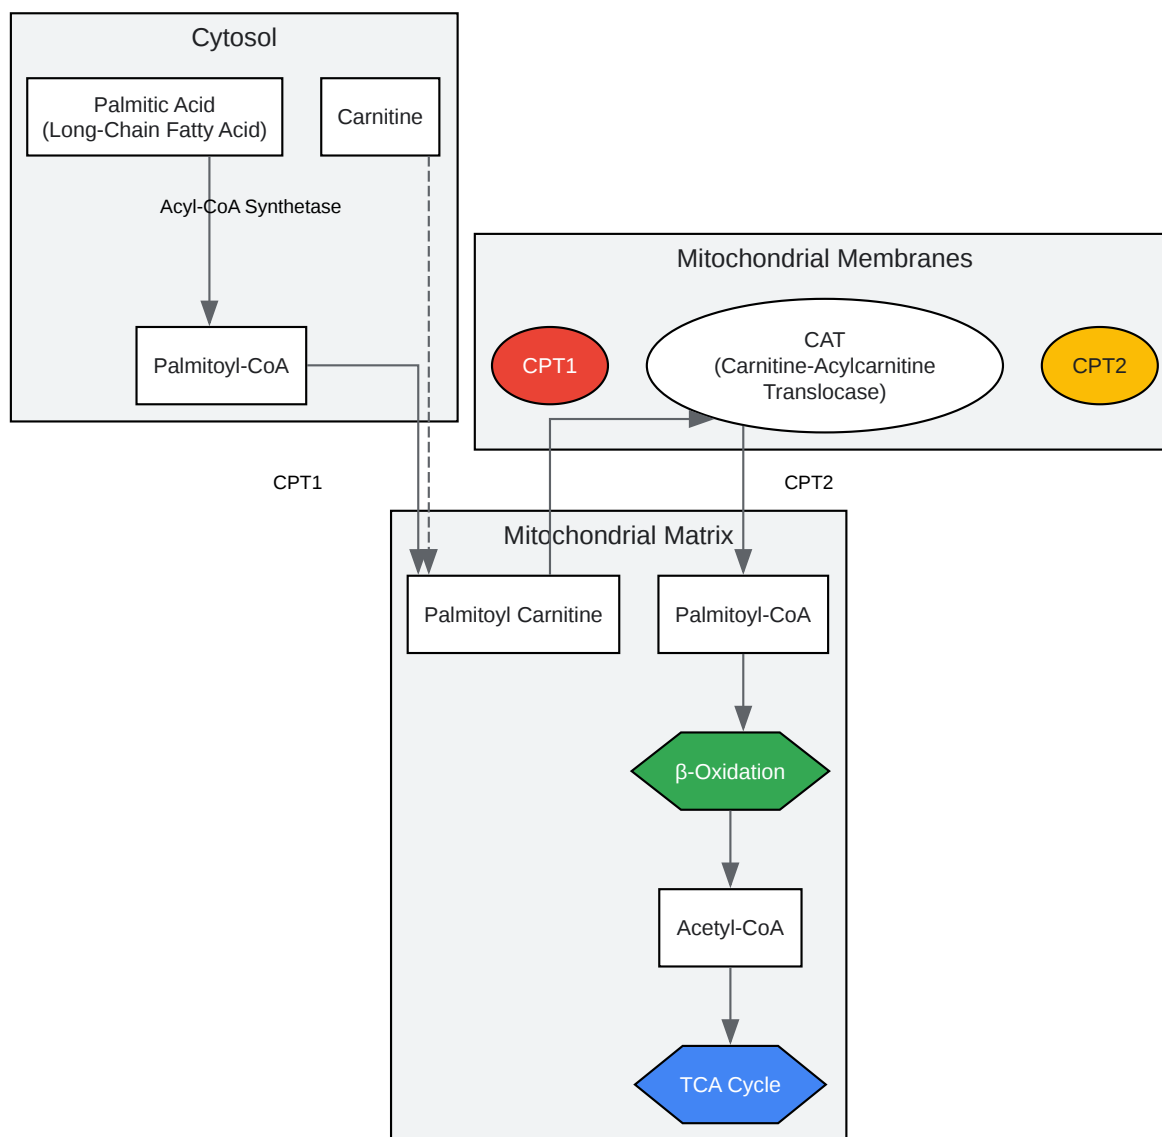 Cytosol
Palmitic Acid
(Long-Chain Fatty Acid)
Carnitine
Acyl-CoA Synthetase
Palmitoyl-CoA
Mitochondrial Membranes
CPT1
CAT
(Carnitine-Acylcarnitine
Translocase)
CPT2
CPT1
CPT2
Mitochondrial Matrix
Palmitoyl Carnitine
Palmitoyl-CoA
β-Oxidation
Acetyl-CoA
TCA Cycle